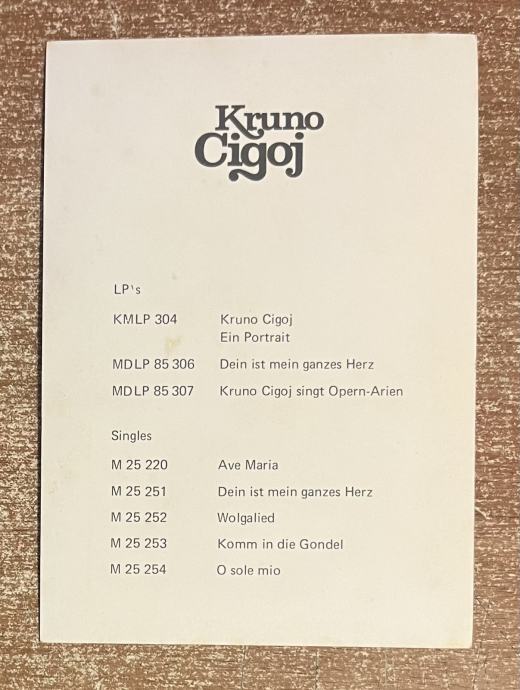 Kruno
Cigoj
LP's
KMLP 304 Kruno Cigoj
Ein Portrait
MDLP 85 306 Dein ist mein ganzes Herz
MDLP 85 307 Kruno Cigoj singt Opern-Arien
Singles
M 25 220 Ave Maria
M 25 251 Dein ist mein ganzes Herz
M 25 252 Wolgalied
M 25 253 Komm in die Gondel
M 25 254 O sole mio